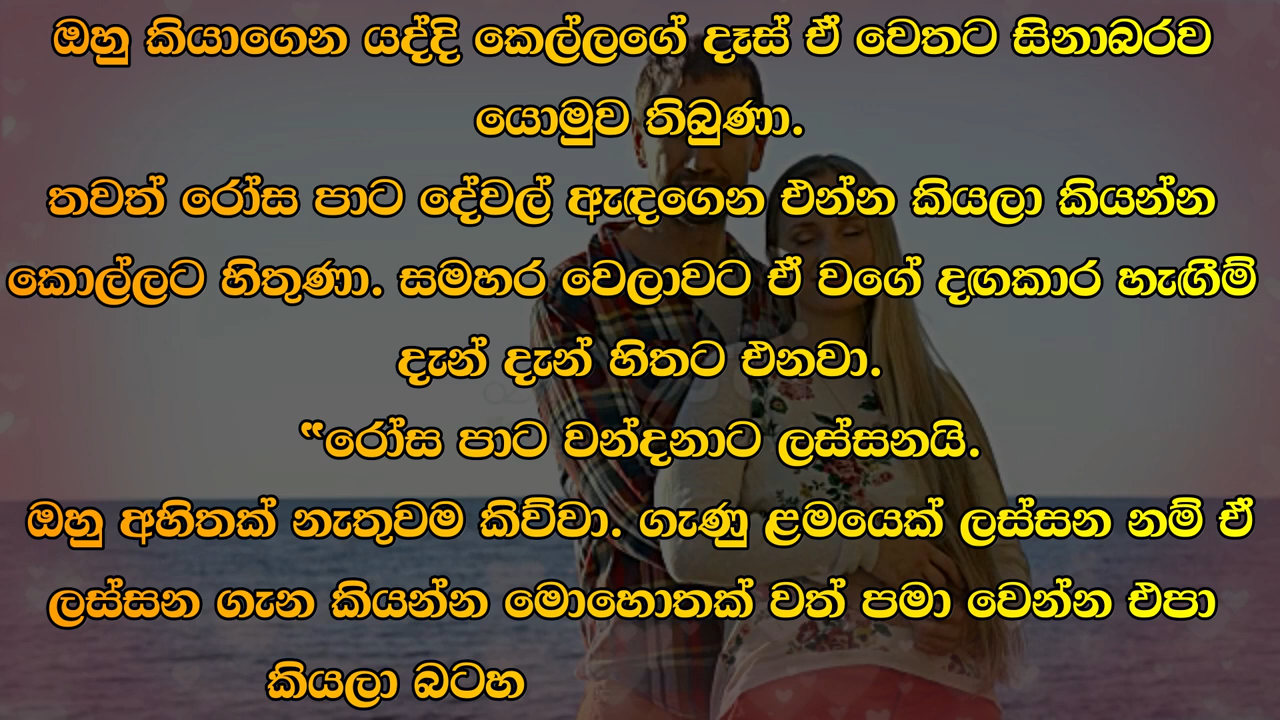 ඔහු කියාගෙන යද්දි කෙල්ලගේ දෑස් ඒ වෙතට සිනාබරව
යොමුව තිබුණා.
තවත් රෝස පාට දේවල් ඇඳගෙන එන්න කියලා කියන්න
කොල්ලට හිතුණා. සමහර වෙලාවට ඒ වගේ දඟකාර හැඟීම්
දැන් දැන් හිතට එනවා.
“රෝස පාට වන්දනාට ලස්සනයි.
ඔහු අහිතක් නැතුවම කිව්වා. ගැණු ළමයෙක් ලස්සන නම් ඒ
ලස්සන ගැන කියන්න මොහොතක් වත් පමා වෙන්න එපා
කියලා බටහ